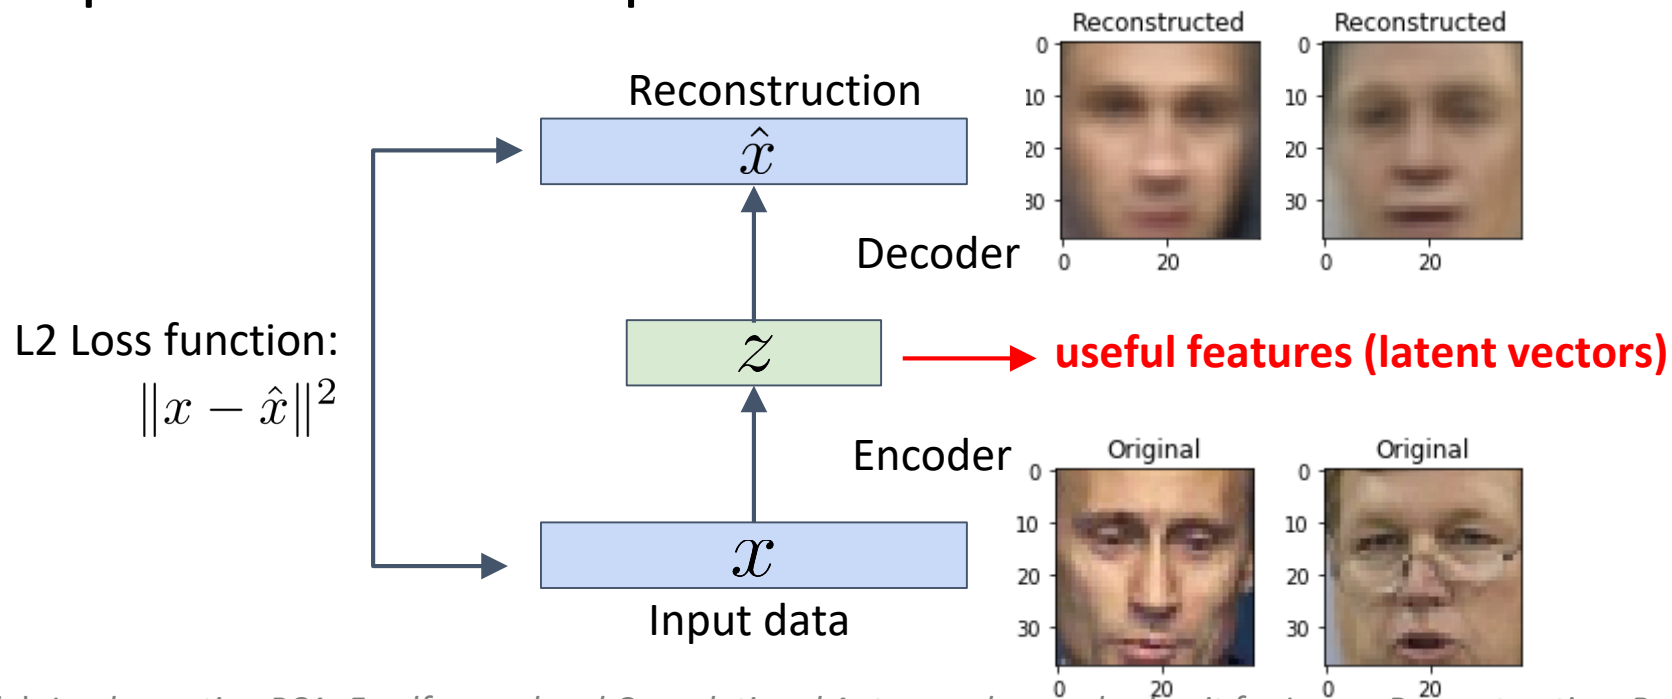 Reconstructed Reconstructed
Reconstruction
x̂
Decoder
0 10 20 30
0 20
0 10 20 30
0 20
L2 Loss function:
‖x − x̂‖²
z
useful features (latent vectors)
Encoder
Original Original
0 10 20 30
0 20
0 10 20 30
0 20
x
Input data